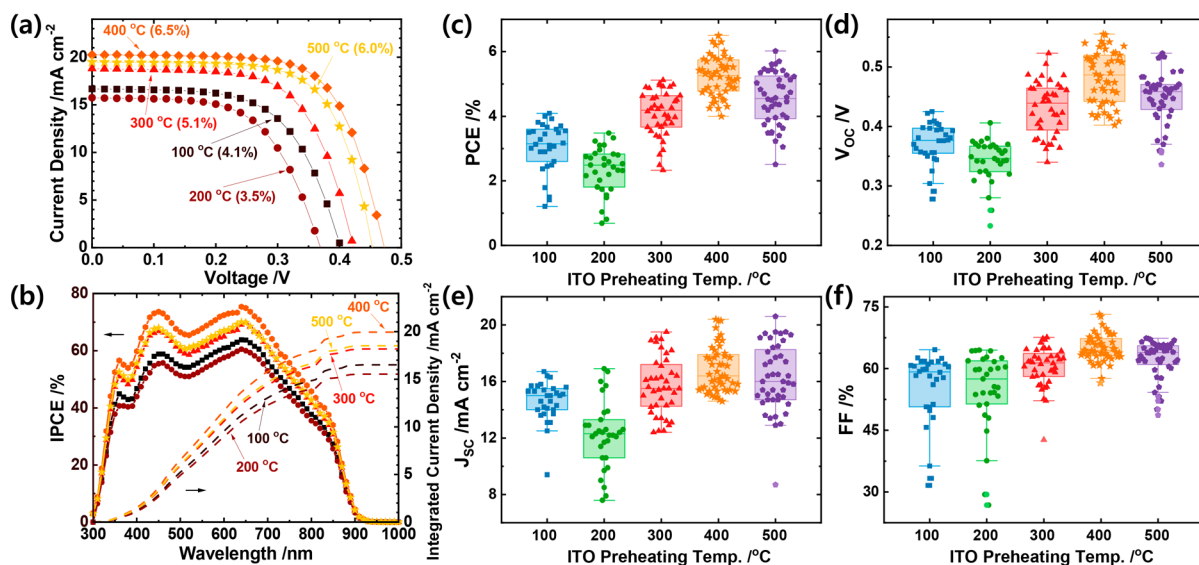 (a)
Current Density /mA cm⁻²
25
20
15
10
5
0
400 °C (6.5%)
500 °C (6.0%)
300 °C (5.1%)
100 °C (4.1%)
200 °C (3.5%)
0.0 0.1 0.2 0.3 0.4 0.5
Voltage /V
(b)
IPCE /%
80
60
40
20
0
400 °C
500 °C
300 °C
100 °C
200 °C
20
15
10
5
0
Integrated Current Density /mA cm⁻²
300 400 500 600 700 800 900 1000
Wavelength /nm
(c)
PCE /%
6
4
2
0
100 200 300 400 500
ITO Preheating Temp. /°C
(d)
V_OC /V
0.5
0.4
0.3
0.2
100 200 300 400 500
ITO Preheating Temp. /°C
(e)
J_SC /mA cm⁻²
20
16
12
8
100 200 300 400 500
ITO Preheating Temp. /°C
(f)
FF /%
75
60
45
30
100 200 300 400 500
ITO Preheating Temp. /°C